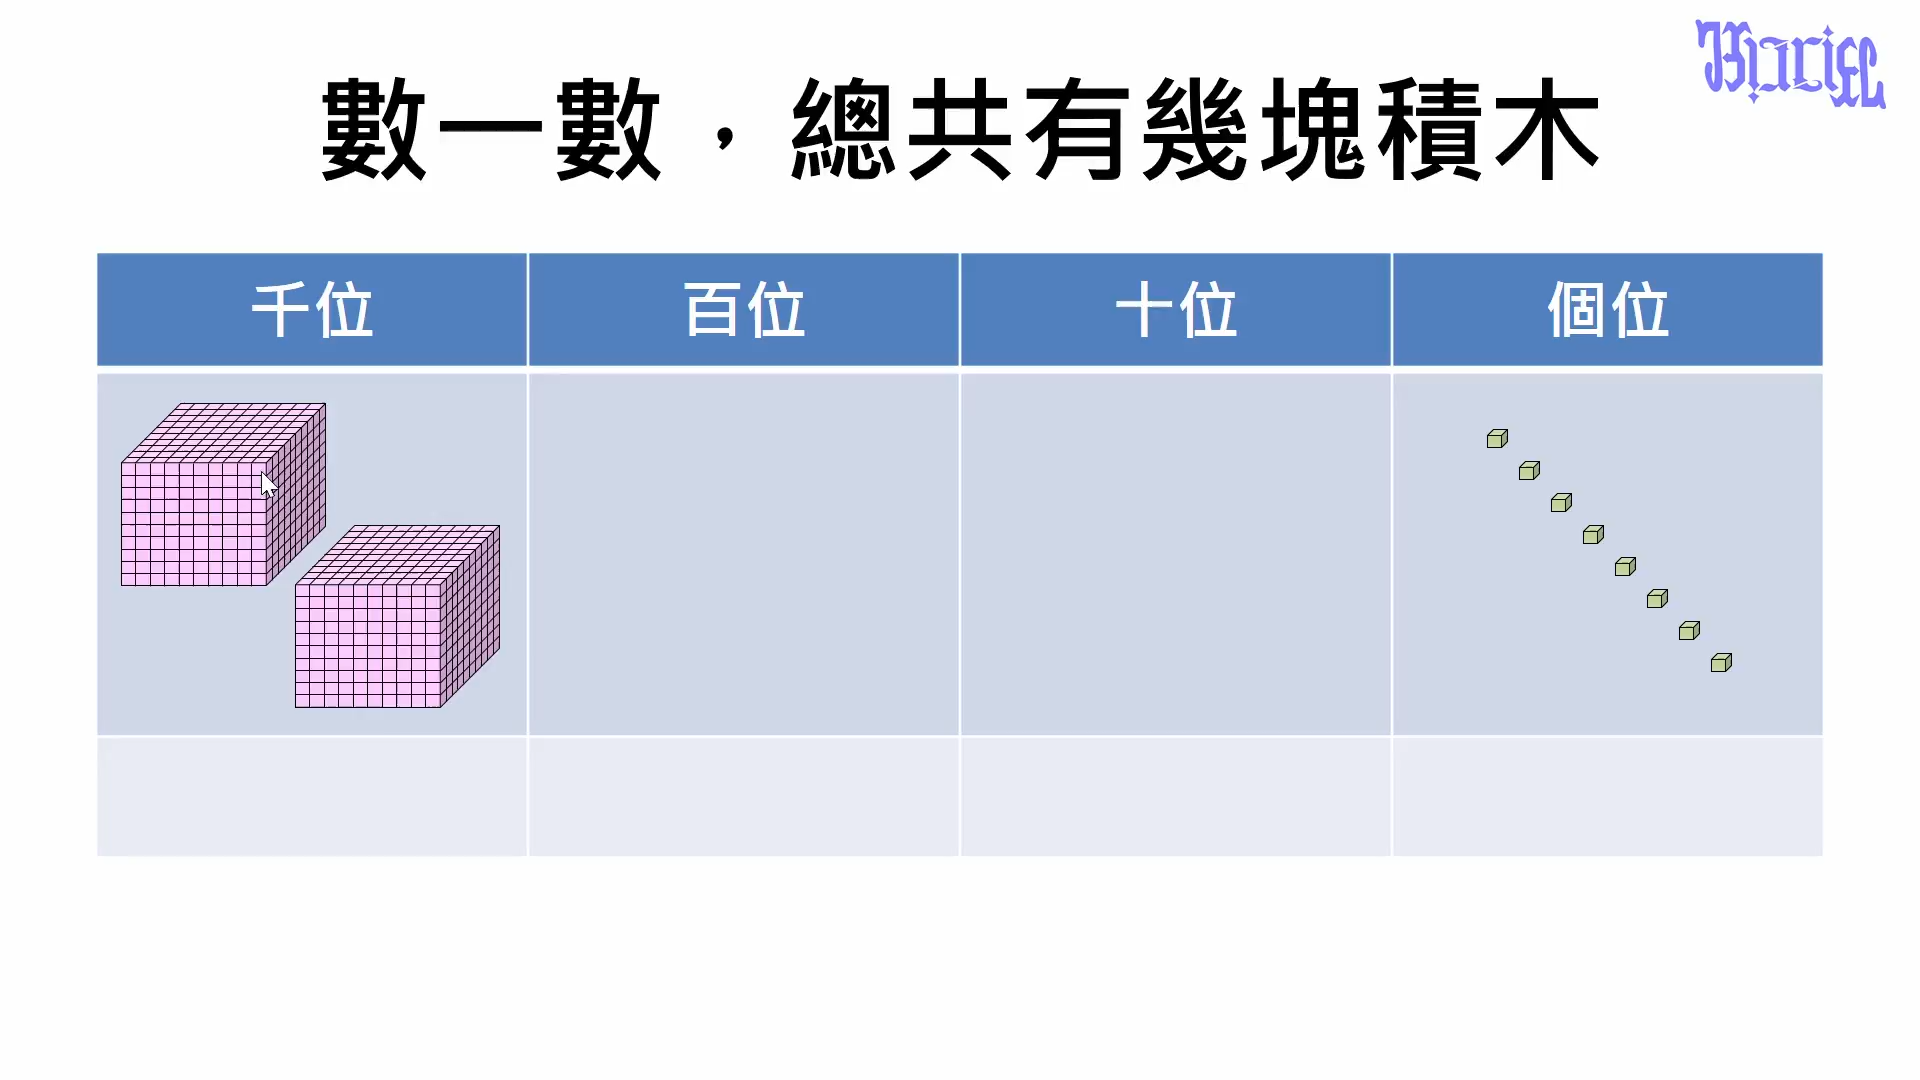 數一數，總共有幾塊積木
千位
百位
十位
個位